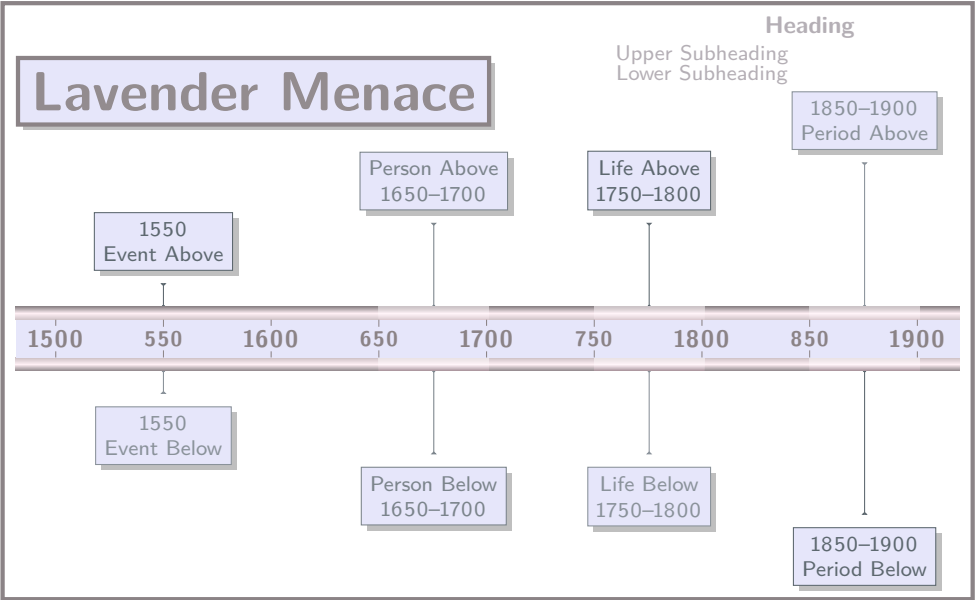 Heading
Upper Subheading
Lower Subheading
Lavender Menace
1850–1900
Period Above
Person Above
1650–1700
Life Above
1750–1800
1550
Event Above
1500 550 1600 650 1700 750 1800 850 1900
1550
Event Below
Person Below
1650–1700
Life Below
1750–1800
1850–1900
Period Below